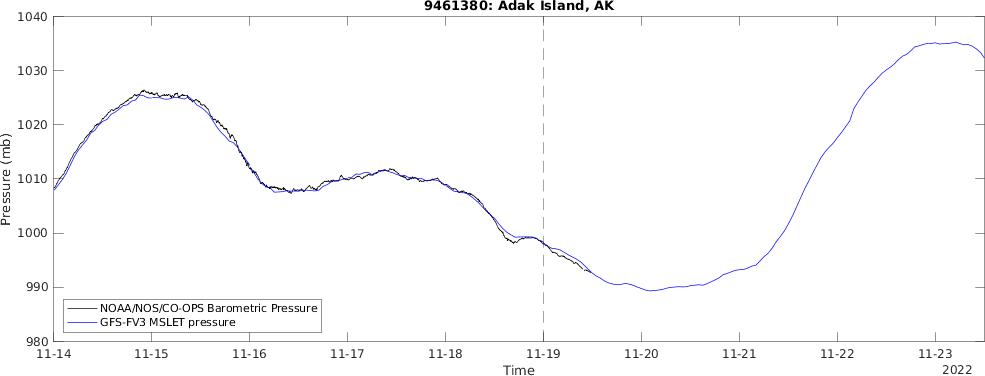 9461380: Adak Island, AK
1040
1030
1020
1010
1000
990
980
Pressure (mb)
NOAA/NOS/CO-OPS Barometric Pressure
GFS-FV3 MSLET pressure
11-14 11-15 11-16 11-17 11-18 11-19 11-20 11-21 11-22 11-23
Time
2022